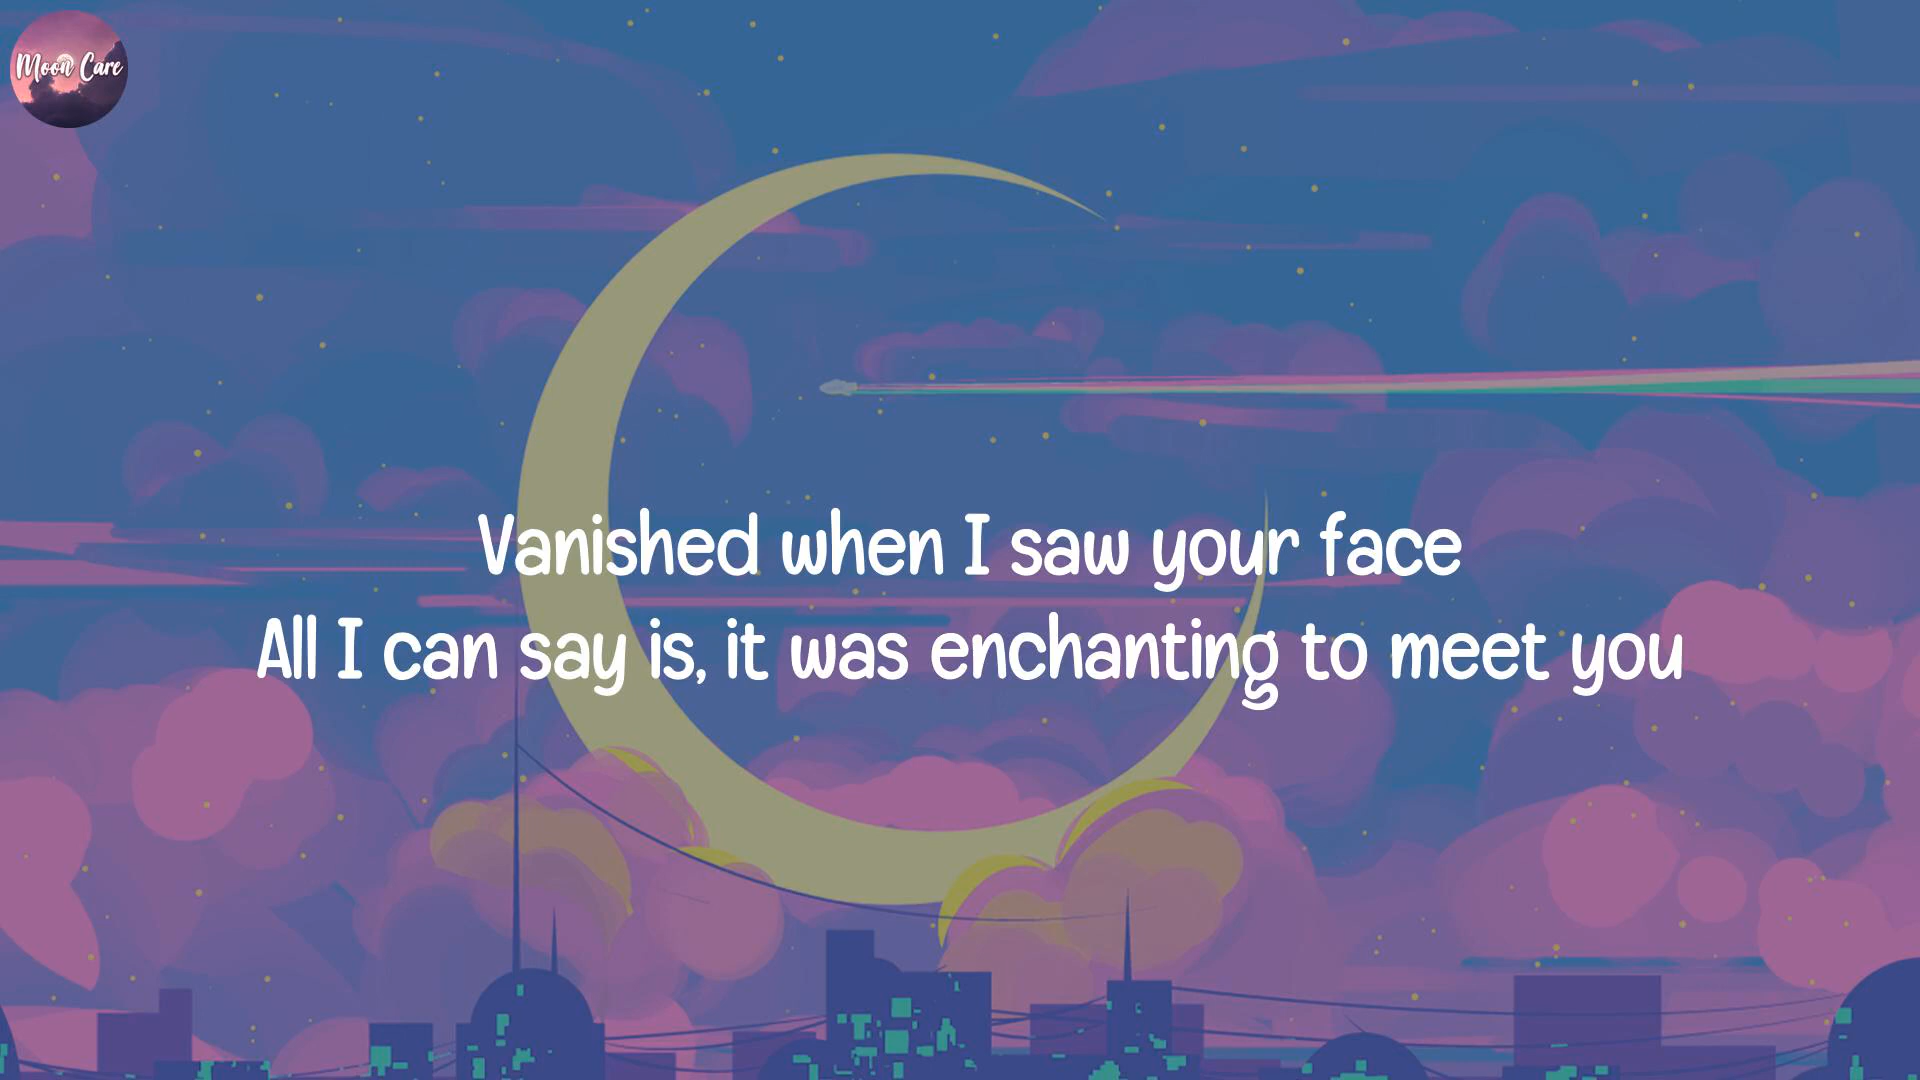 Moon Care
Vanished when I saw your face
All I can say is, it was enchanting to meet you